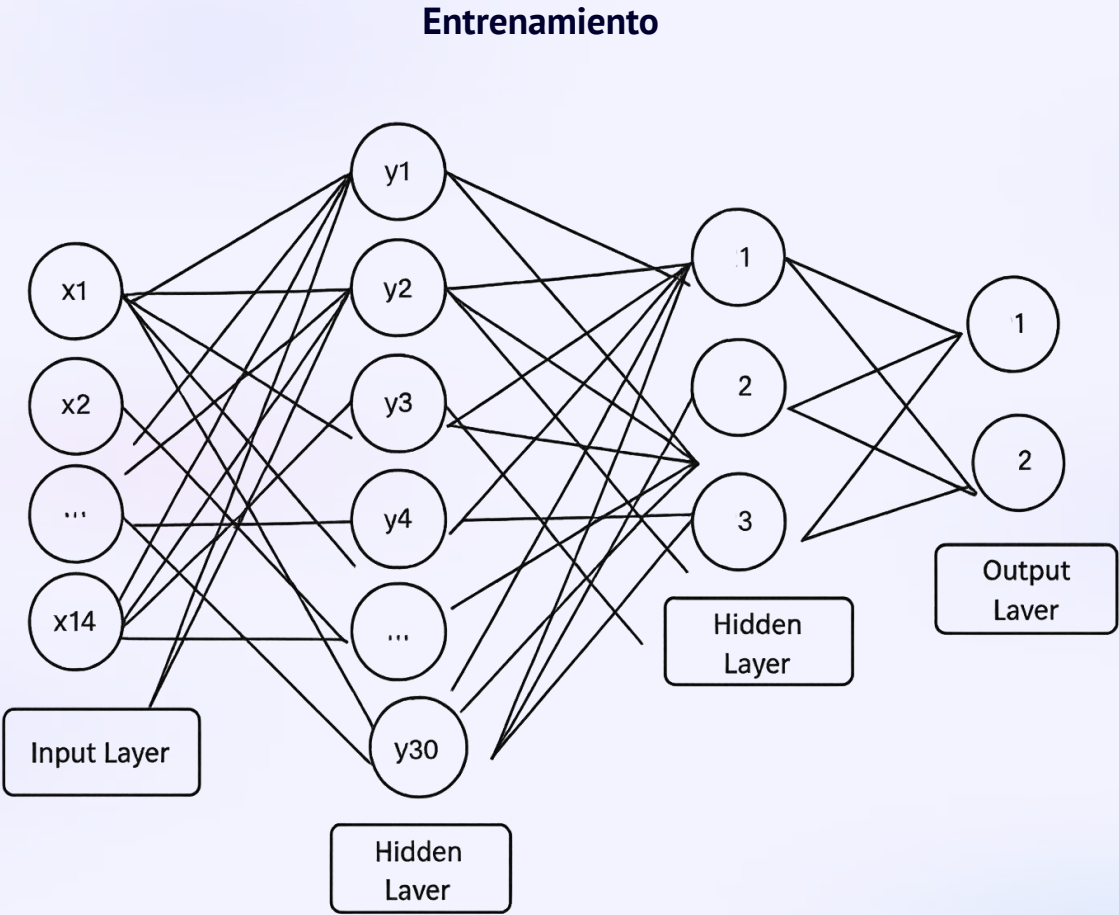 Entrenamiento
x1
x2
...
x14
Input Layer
y1
y2
y3
y4
...
y30
Hidden
Laver
1
2
3
Hidden
Layer
1
2
Output
Laver